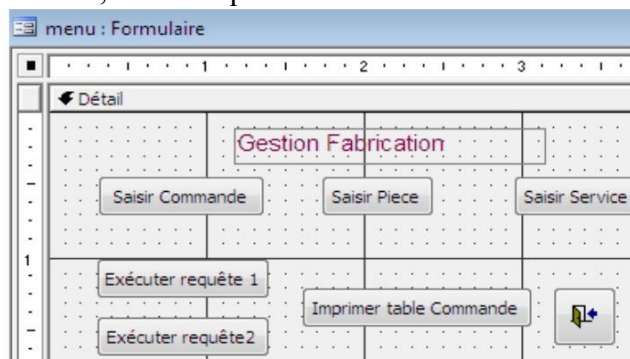 menu : Formulaire
1 2 3
Détail
Gestion Fabrication
Saisir Commande Saisir Piece Saisir Service
1
Exécuter requête 1
Imprimer table Commande
Exécuter requête2